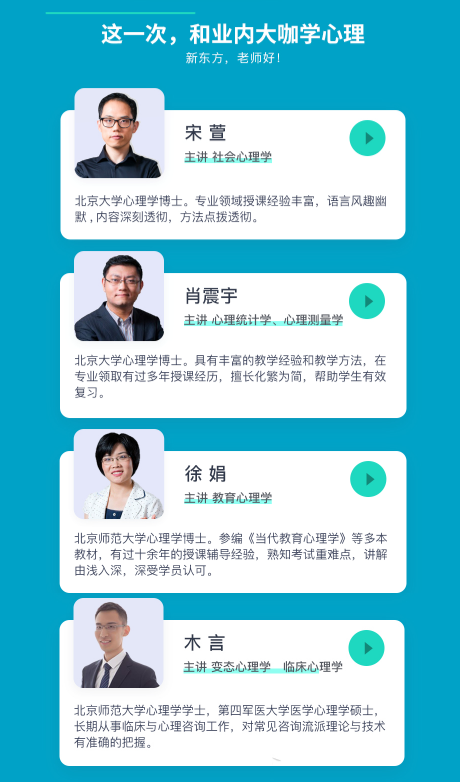 这一次，和业内大咖学心理
新东方，老师好！
宋 萱
主讲 社会心理学
北京大学心理学博士。专业领域授课经验丰富，语言风趣幽
默，内容深刻透彻，方法点拨透彻。
肖震宇
主讲 心理统计学、心理测量学
北京大学心理学博士。具有丰富的教学经验和教学方法，在
专业领取有过多年授课经历，擅长化繁为简，帮助学生有效
复习。
徐 娟
主讲 教育心理学
北京师范大学心理学博士。参编《当代教育心理学》等多本
教材，有过十余年的授课辅导经验，熟知考试重难点，讲解
由浅入深，深受学员认可。
木 言
主讲 变态心理学 临床心理学
北京师范大学心理学学士，第四军医大学医学心理学硕士，
长期从事临床与心理咨询工作，对常见咨询流派理论与技术
有准确的把握。